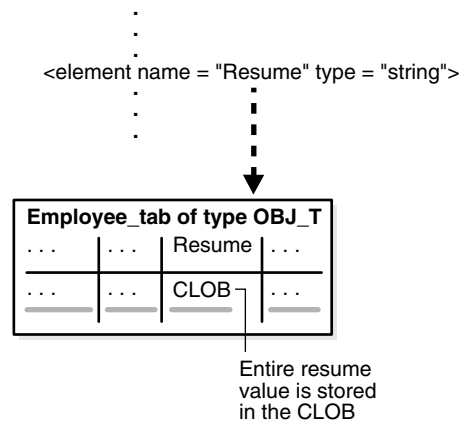 <element name = "Resume" type = "string">
Employee_tab of type OBJ_T
. . . . . . Resume . . .
. . . . . . CLOB . . .
Entire resume
value is stored
in the CLOB